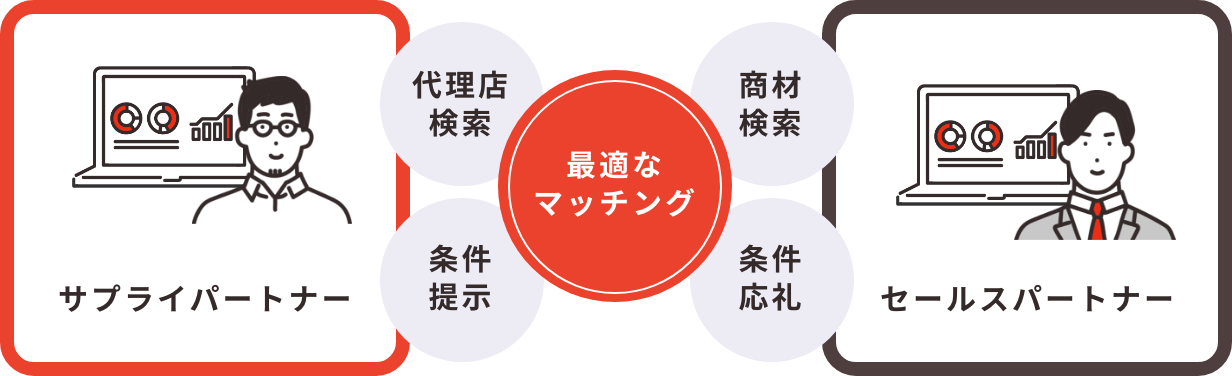 代理店
検索
条件
提示
サプライパートナー
最適な
マッチング
商材
検索
条件
応礼
セールスパートナー